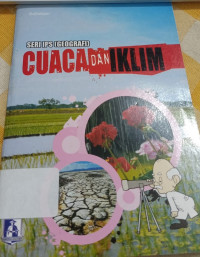 SERI IPS (GEOGRAFI)
CUACA DAN IKLIM